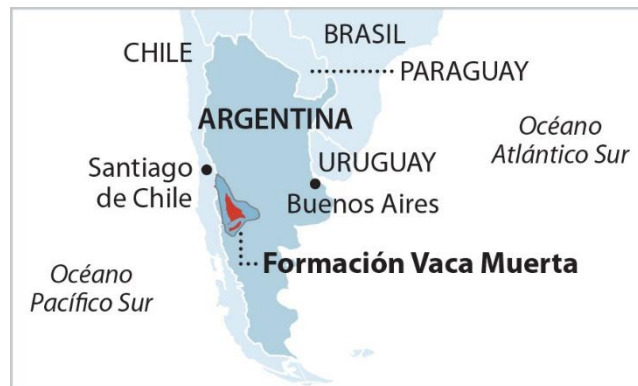 BRASIL
CHILE
PARAGUAY
ARGENTINA
Océano
Atlántico Sur
Santiago
de Chile
URUGUAY
Buenos Aires
Formación Vaca Muerta
Océano
Pacífico Sur